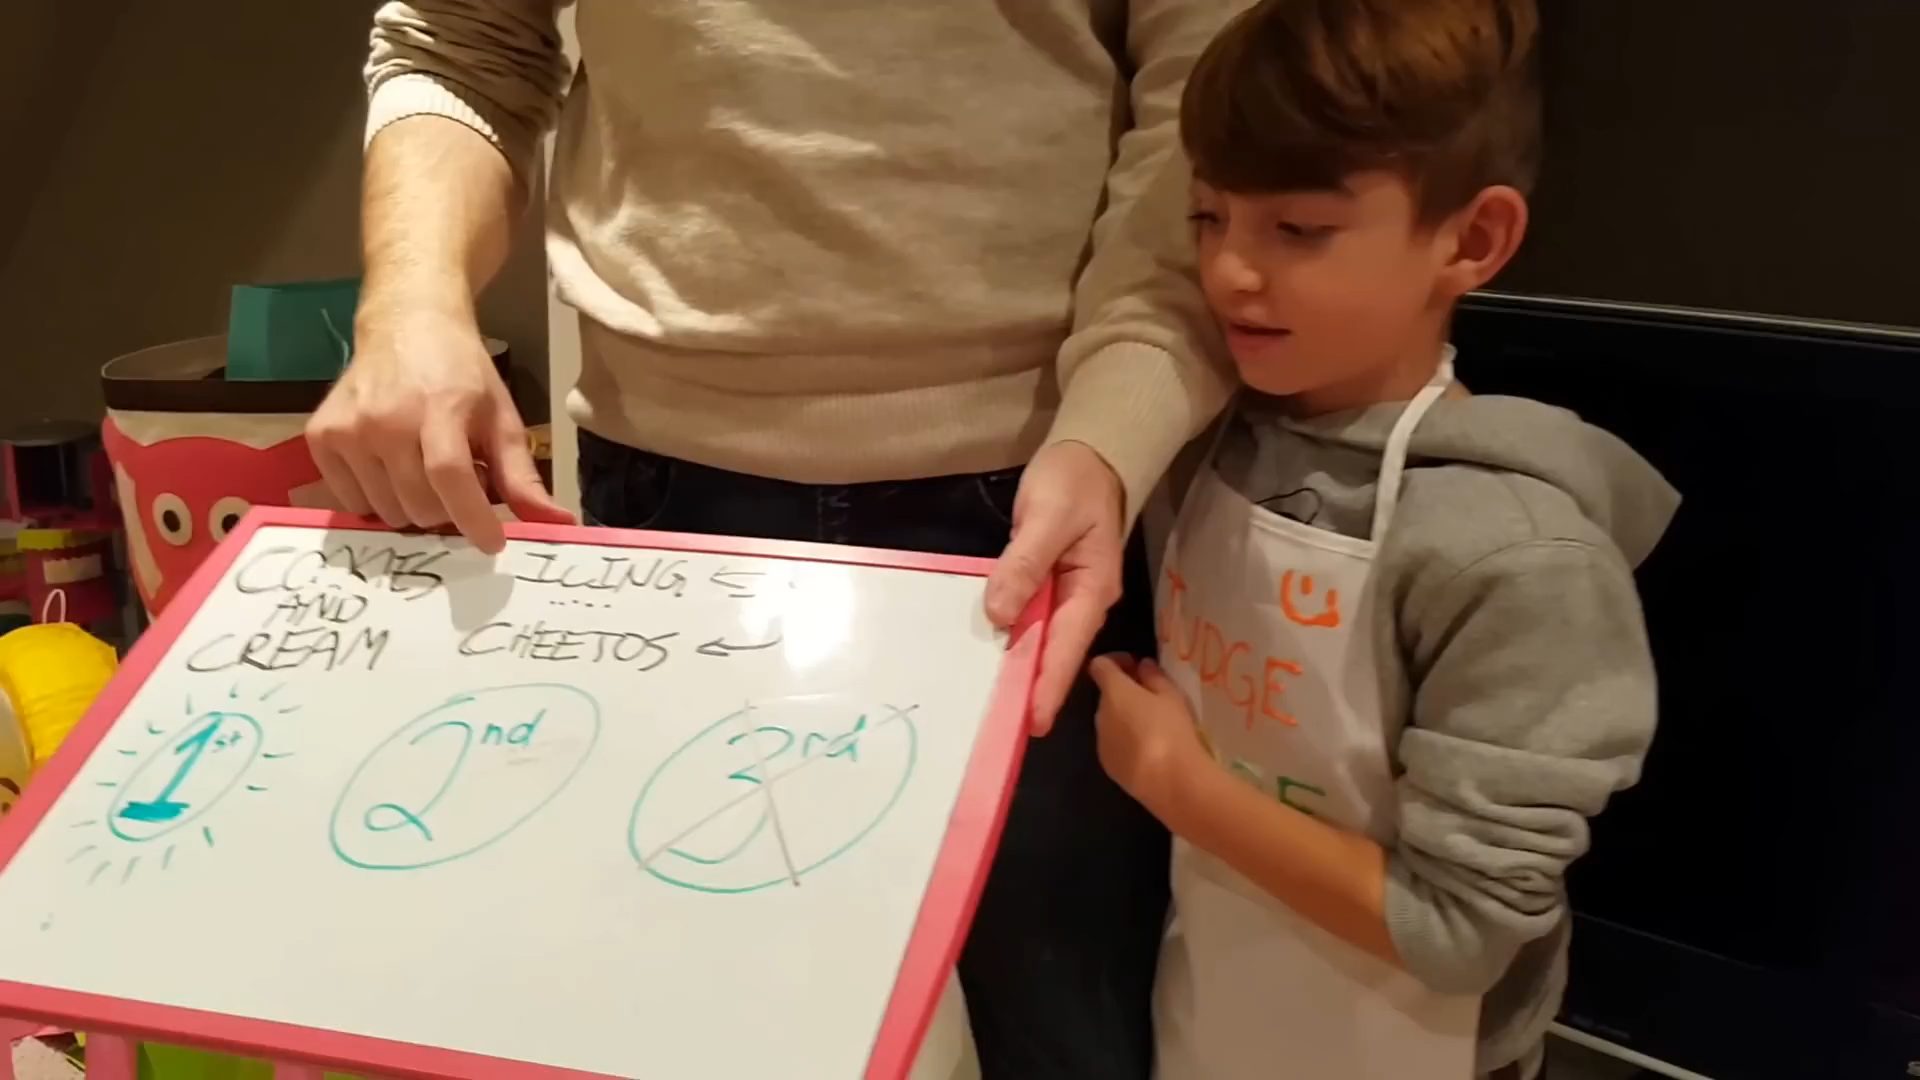 COOKIES ICING
AND
CREAM CHEETOS
1st 2nd 3rd
JUDGE